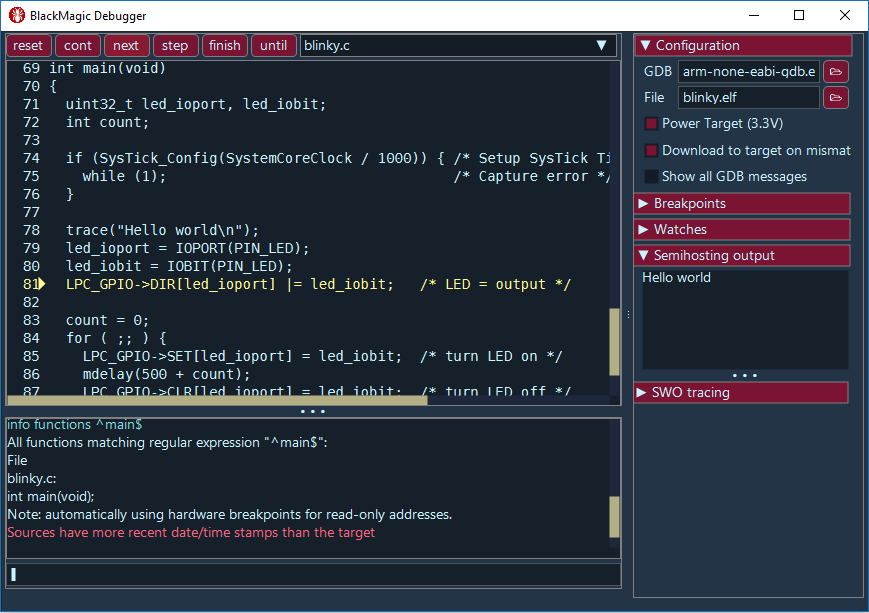 BlackMagic Debugger
reset cont next step finish until blinky.c
69 int main(void)
70 {
71 uint32_t led_ioport, led_iobit;
72 int count;
73
74 if (SysTick_Config(SystemCoreClock / 1000)) { /* Setup SysTick Ti
75 while (1); /* Capture error */
76 }
77
78 trace("Hello world\n");
79 led_ioport = IOPORT(PIN_LED);
80 led_iobit = IOBIT(PIN_LED);
81 LPC_GPIO->DIR[led_ioport] |= led_iobit; /* LED = output */
82
83 count = 0;
84 for ( ;; ) {
85 LPC_GPIO->SET[led_ioport] = led_iobit; /* turn LED on */
86 mdelay(500 + count);
87 LPC_GPIO->CLR[led_ioport] = led_iobit; /* turn LED off */
info functions ^main$
All functions matching regular expression "^main$":
File
blinky.c:
int main(void);
Note: automatically using hardware breakpoints for read-only addresses.
Sources have more recent date/time stamps than the target
Configuration
GDB arm-none-eabi-gdb.e
File blinky.elf
Power Target (3.3V)
Download to target on mismat
Show all GDB messages
Breakpoints
Watches
Semihosting output
Hello world
SWO tracing